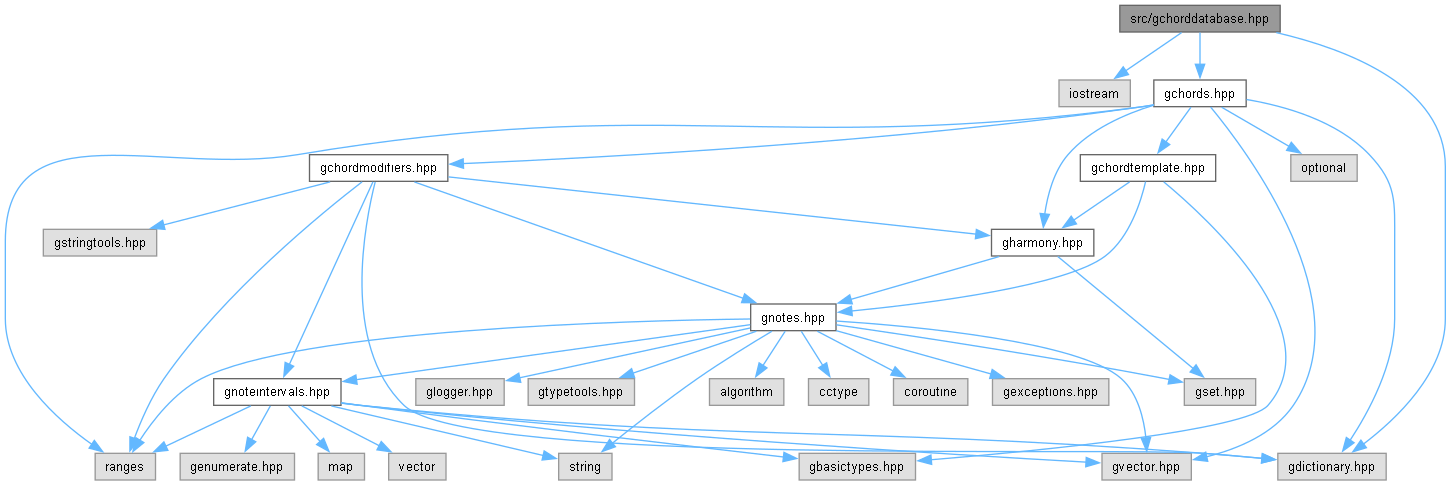 src/gchorddatabase.hpp
iostream
gchords.hpp
gchordmodifiers.hpp
gchordtemplate.hpp
optional
gstringtools.hpp
gharmony.hpp
gnotes.hpp
gnoteintervals.hpp
glogger.hpp
gtypetools.hpp
algorithm
cctype
coroutine
gexceptions.hpp
gset.hpp
ranges
genumerate.hpp
map
vector
string
gbasictypes.hpp
gvector.hpp
gdictionary.hpp